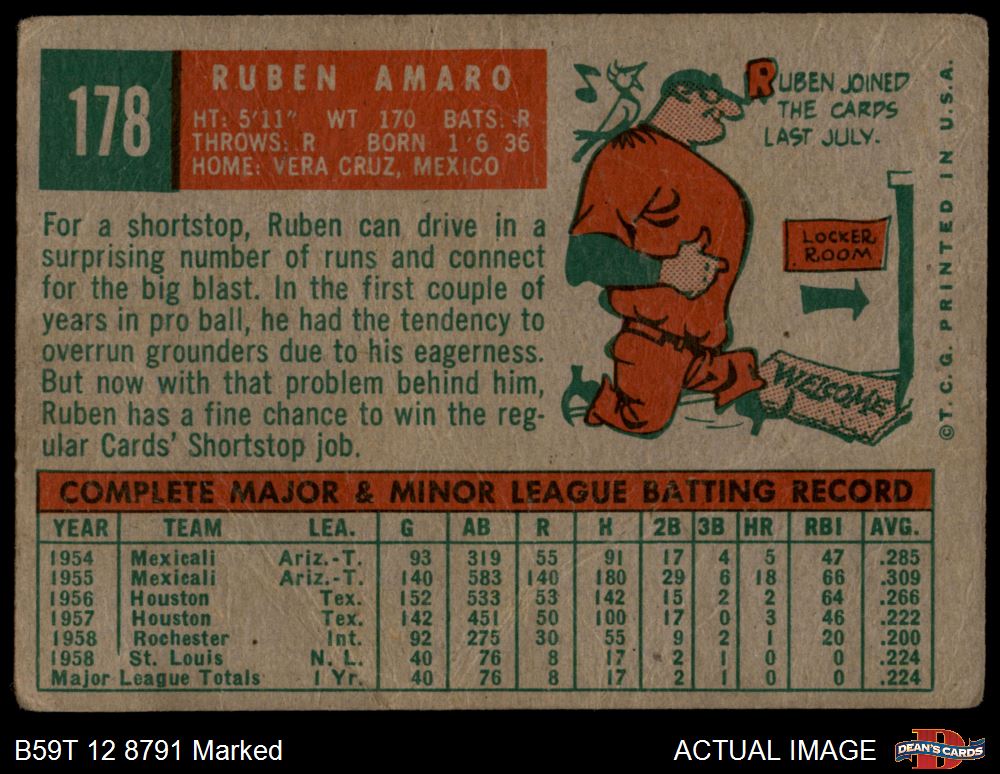 178
RUBEN AMARO
HT: 5'11" WT 170 BATS: R
THROWS: R BORN 1 6 36
HOME: VERA CRUZ, MEXICO
RUBEN JOINED
THE CARDS
LAST JULY.
LOCKER
ROOM
WELCOME
© T. C. G. PRINTED IN U.S.A.
For a shortstop, Ruben can drive in a
surprising number of runs and connect
for the big blast. In the first couple of
years in pro ball, he had the tendency to
overrun grounders due to his eagerness.
But now with that problem behind him,
Ruben has a fine chance to win the reg-
ular Cards' Shortstop job.
COMPLETE MAJOR & MINOR LEAGUE BATTING RECORD
YEAR TEAM LEA. G AB R H 2B 3B HR RBI AVG.
1954 Mexicali Ariz.-T. 93 319 55 91 17 4 5 47 .285
1955 Mexicali Ariz.-T. 140 583 140 180 29 6 18 66 .309
1956 Houston Tex. 152 533 53 142 15 2 2 64 .266
1957 Houston Tex. 142 451 50 100 17 0 3 46 .222
1958 Rochester Int. 92 275 30 55 9 2 1 20 .200
1958 St. Louis N. L. 40 76 8 17 2 1 0 0 .224
Major League Totals 1 Yr. 40 76 8 17 2 1 0 0 .224
B59T 12 8791 Marked
ACTUAL IMAGE
D
DEAN'S CARDS